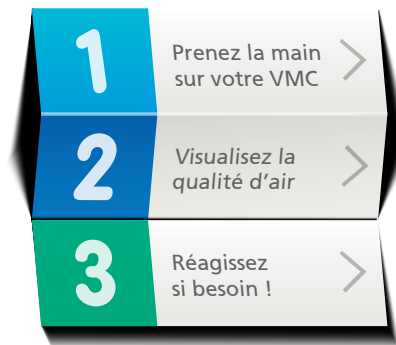 1
Prenez la main
sur votre VMC
2
Visualisez la
qualité d'air
3
Réagissez
si besoin !